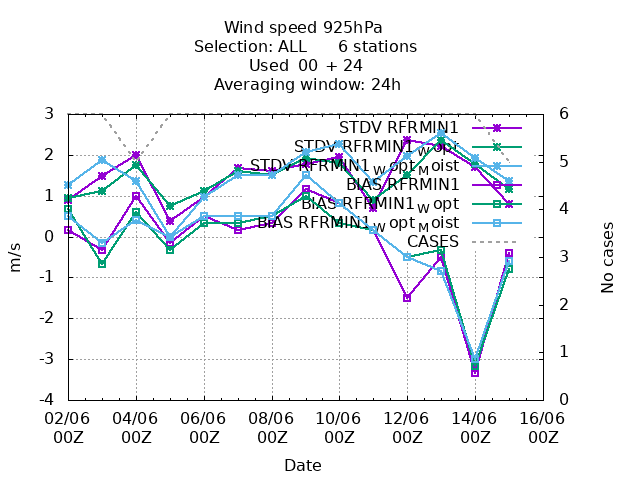 Wind speed 925hPa
Selection: ALL 6 stations
Used 00 + 24
Averaging window: 24h
3
2
1
0
-1
-2
-3
-4
m/s
6
5
4
3
2
1
0
No cases
STDV RFRMIN1
STDV RFRMIN1_W opt
STDV RFRMIN1_W opt_M oist
BIAS RFRMIN1
BIAS RFRMIN1_W opt
BIAS RFRMIN1_W opt_M oist
CASES
02/06 04/06 06/06 08/06 10/06 12/06 14/06 16/06
00Z 00Z 00Z 00Z 00Z 00Z 00Z 00Z
Date